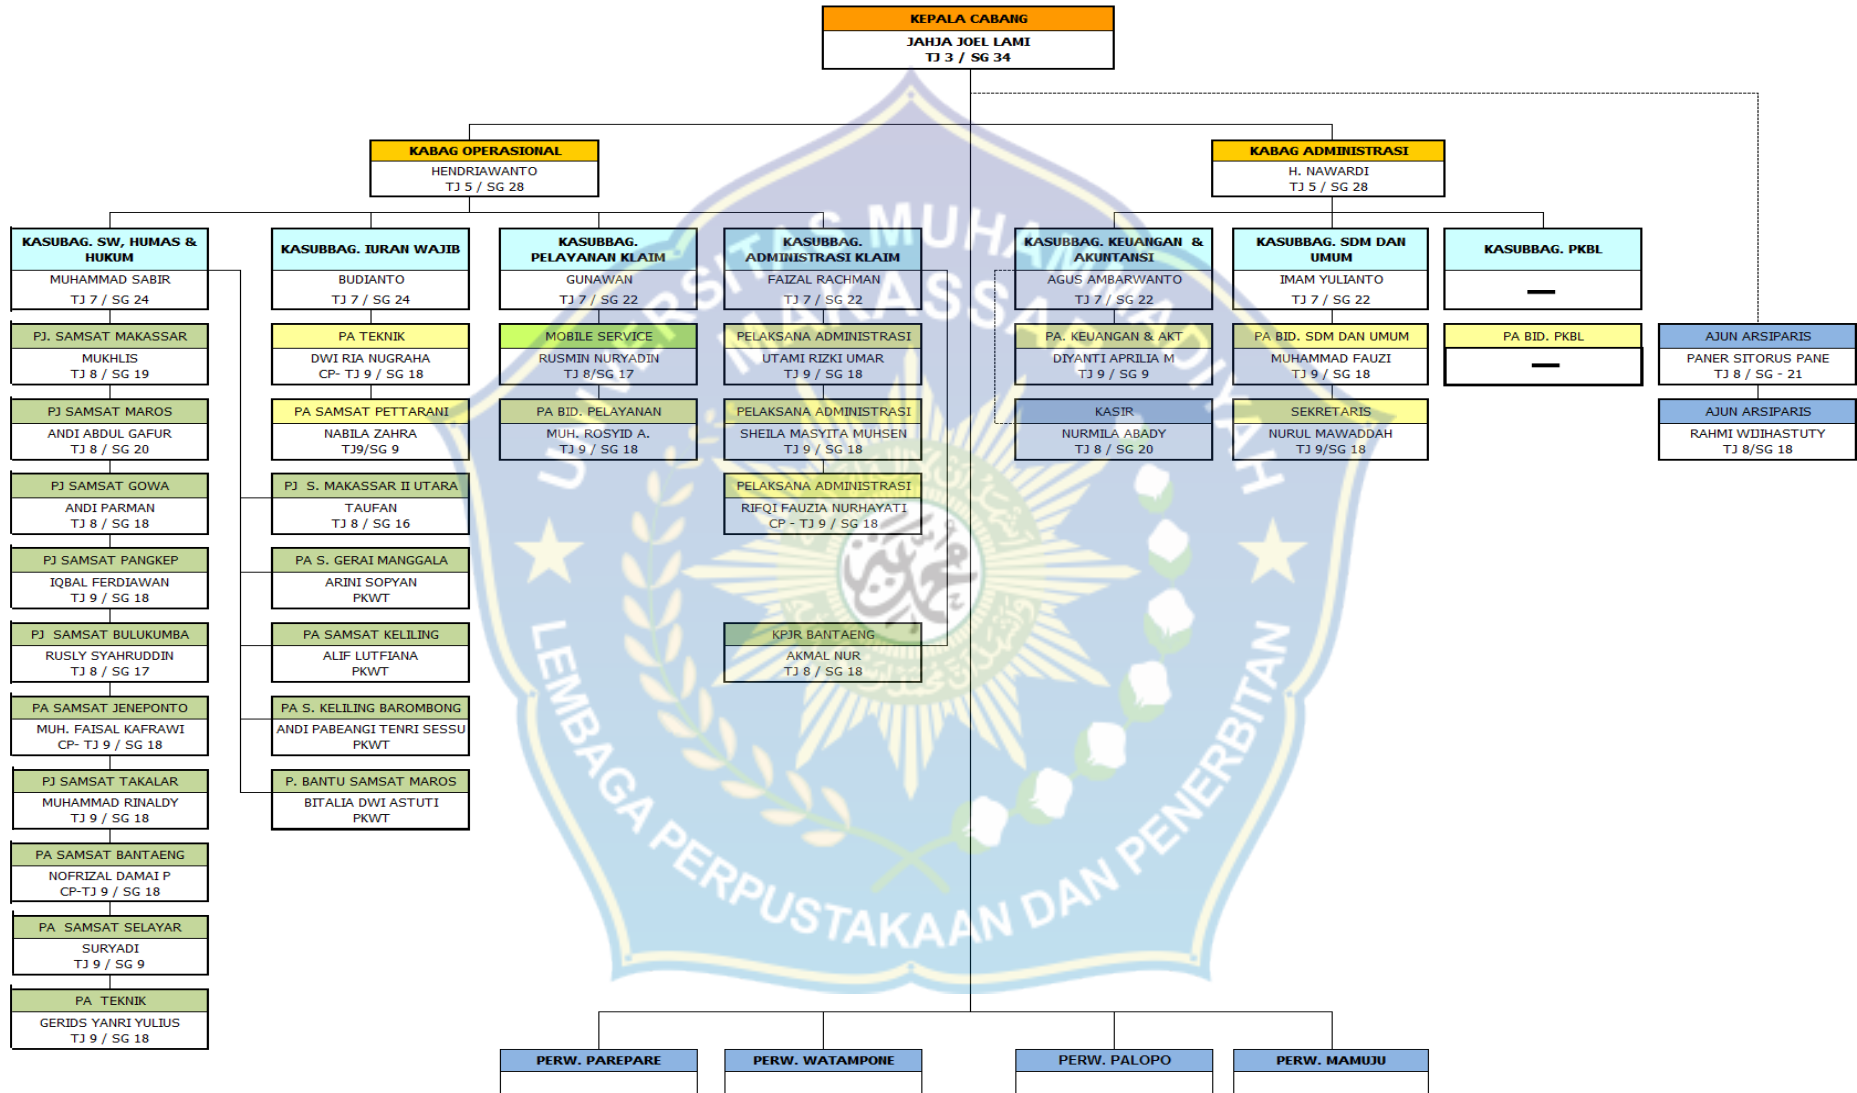 KEPALA CABANG
JAHJA JOEL LAMI
TJ 3 / SG 34
KABAG OPERASIONAL
HENDRIAWANTO
TJ 5 / SG 28
KABAG ADMINISTRASI
H. NAWARDI
TJ 5 / SG 28
KASUBAG. SW, HUMAS &
HUKUM
MUHAMMAD SABIR
TJ 7 / SG 24
PJ. SAMSAT MAKASSAR
MUKHLIS
TJ 8 / SG 19
PJ SAMSAT MAROS
ANDI ABDUL GAFUR
TJ 8 / SG 20
PJ SAMSAT GOWA
ANDI PARMAN
TJ 8 / SG 18
PJ SAMSAT PANGKEP
IQBAL FERDIAWAN
TJ 9 / SG 18
PJ SAMSAT BULUKUMBA
RUSLY SYAHRUDDIN
TJ 8 / SG 17
PA SAMSAT JENEPONTO
MUH. FAISAL KAFRAWI
CP- TJ 9 / SG 18
PJ SAMSAT TAKALAR
MUHAMMAD RINALDY
TJ 9 / SG 18
PA SAMSAT BANTAENG
NOFRIZAL DAMAI P
CP-TJ 9 / SG 18
PA SAMSAT SELAYAR
SURYADI
TJ 9 / SG 9
PA TEKNIK
GERIDS YANRI YULIUS
TJ 9 / SG 18
KASUBBAG. IURAN WAJIB
BUDIANTO
TJ 7 / SG 24
PA TEKNIK
DWI RIA NUGRAHA
CP- TJ 9 / SG 18
PA SAMSAT PETTARANI
NABILA ZAHRA
TJ9/SG 9
PJ S. MAKASSAR II UTARA
TAUFAN
TJ 8 / SG 16
PA S. GERAI MANGGALA
ARINI SOPYAN
PKWT
PA SAMSAT KELILING
ALIF LUTFIANA
PKWT
PA S. KELILING BAROMBONG
ANDI PABEANGI TENRI SESSU
PKWT
P. BANTU SAMSAT MAROS
BITALIA DWI ASTUTI
PKWT
KASUBBAG.
PELAYANAN KLAIM
GUNAWAN
TJ 7 / SG 22
MOBILE SERVICE
RUSMIN NURYADIN
TJ 8/SG 17
PA BID. PELAYANAN
MUH. ROSYID A.
TJ 9 / SG 18
KASUBBAG.
ADMINISTRASI KLAIM
FAIZAL RACHMAN
TJ 7 / SG 22
PELAKSANA ADMINISTRASI
UTAMI RIZKI UMAR
TJ 9 / SG 18
PELAKSANA ADMINISTRASI
SHEILA MASYITA MUHSEN
TJ 9 / SG 18
PELAKSANA ADMINISTRASI
RIFQI FAUZIA NURHAYATI
CP - TJ 9 / SG 18
KPJR BANTAENG
AKMAL NUR
TJ 8 / SG 18
KASUBBAG. KEUANGAN &
AKUNTANSI
AGUS AMBARWANTO
TJ 7 / SG 22
PA. KEUANGAN & AKT
DIYANTI APRILIA M
TJ 9 / SG 9
KASIR
NURMILA ABADY
TJ 8 / SG 20
KASUBBAG. SDM DAN
UMUM
IMAM YULIANTO
TJ 7 / SG 22
PA BID. SDM DAN UMUM
MUHAMMAD FAUZI
TJ 9 / SG 18
SEKRETARIS
NURUL MAWADDAH
TJ 9/SG 18
KASUBBAG. PKBL
—
PA BID. PKBL
—
AJUN ARSIPARIS
PANER SITORUS PANE
TJ 8 / SG - 21
AJUN ARSIPARIS
RAHMI WIJIHASTUTY
TJ 8/SG 18
PERW. PAREPARE
PERW. WATAMPONE
PERW. PALOPO
PERW. MAMUJU
UNIVERSITAS MUHAMMADIYAH
MAKASSAR
LEMBAGA PERPUSTAKAAN DAN PENERBITAN